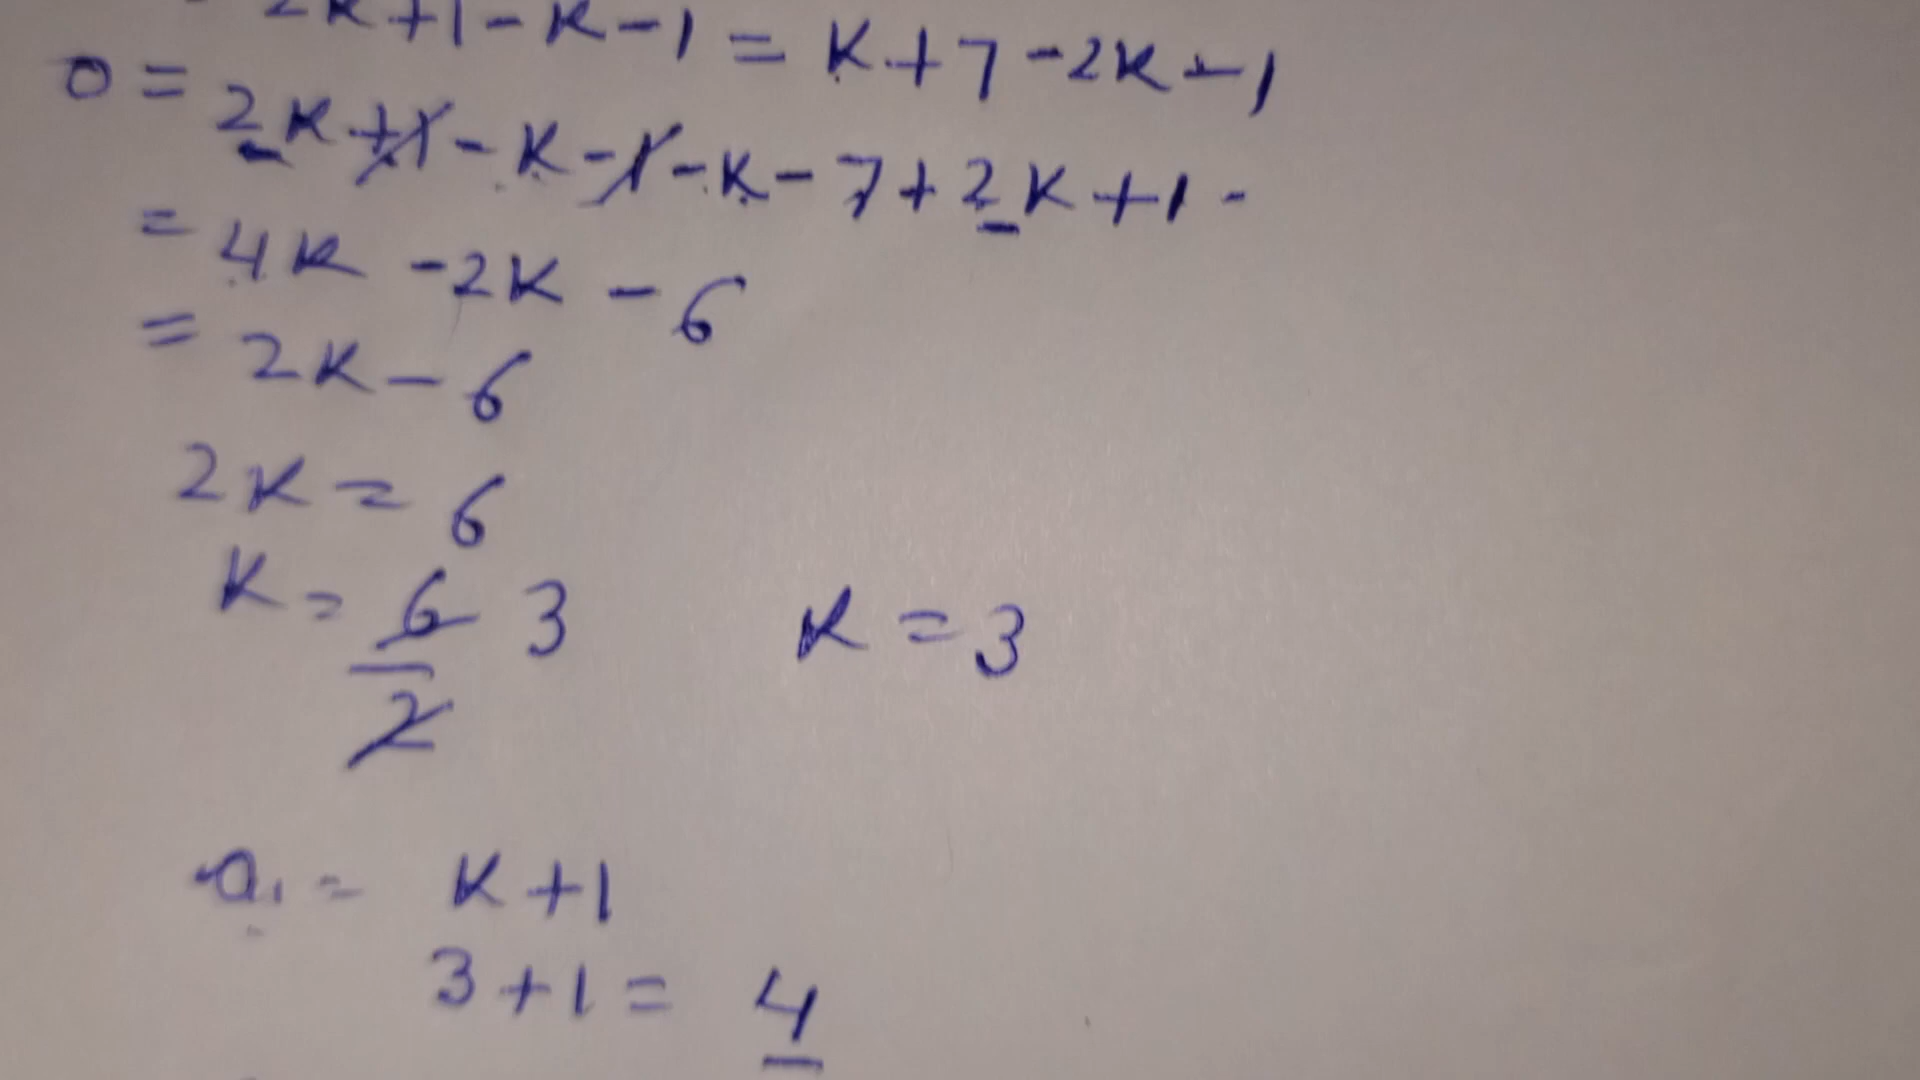 2K+1-K-1 = K+7-2K-1
0 = 2K+1-K-1-K-7+2K+1
= 4K-2K-6
= 2K-6
2K = 6
K = 6/2 3 K = 3
a1 = K+1
3+1 = 4